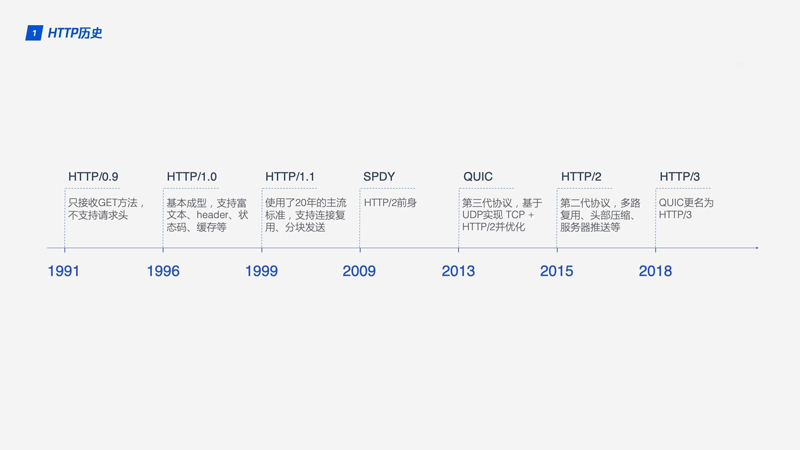 1 HTTP历史
HTTP/0.9
只接收GET方法，
不支持请求头
1991
HTTP/1.0
基本成型，支持富
文本、header、状
态码、缓存等
1996
HTTP/1.1
使用了20年的主流
标准，支持连接复
用、分块发送
1999
SPDY
HTTP/2前身
2009
QUIC
第三代协议，基于
UDP实现 TCP +
HTTP/2并优化
2013
HTTP/2
第二代协议，多路
复用、头部压缩、
服务器推送等
2015
HTTP/3
QUIC更名为
HTTP/3
2018